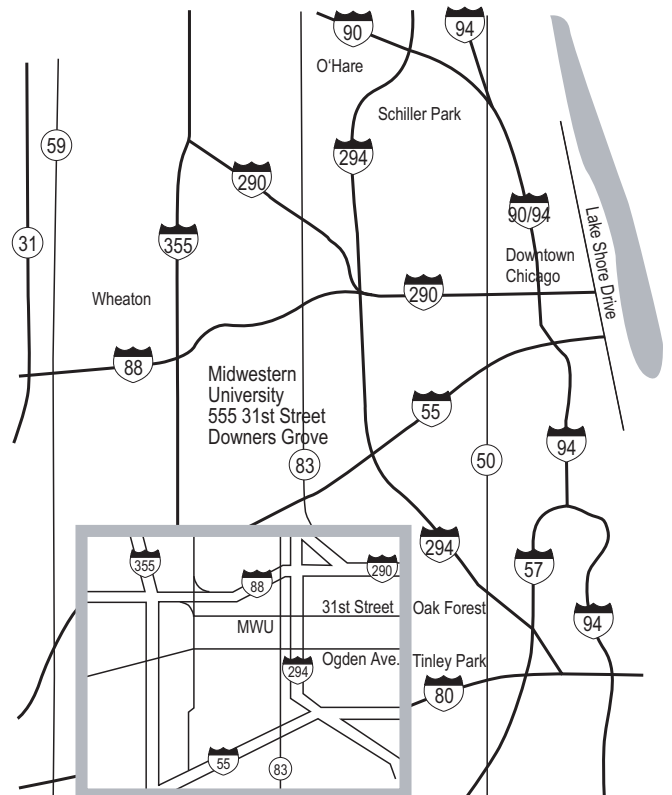 90
94
O'Hare
Schiller Park
59
294
290
90/94
31
355
Lake Shore Drive
Downtown
Chicago
290
Wheaton
88
Midwestern
University
555 31st Street
Downers Grove
55
83
50
94
294
57
355
88
290
31st Street
Oak Forest
MWU
94
Ogden Ave.
Tinley Park
294
80
55
83